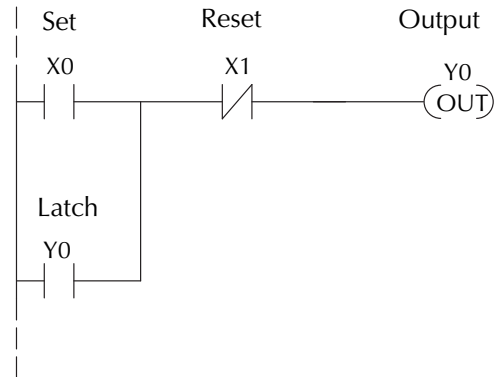 Set Reset Output
X0 X1 Y0
OUT
Latch
Y0